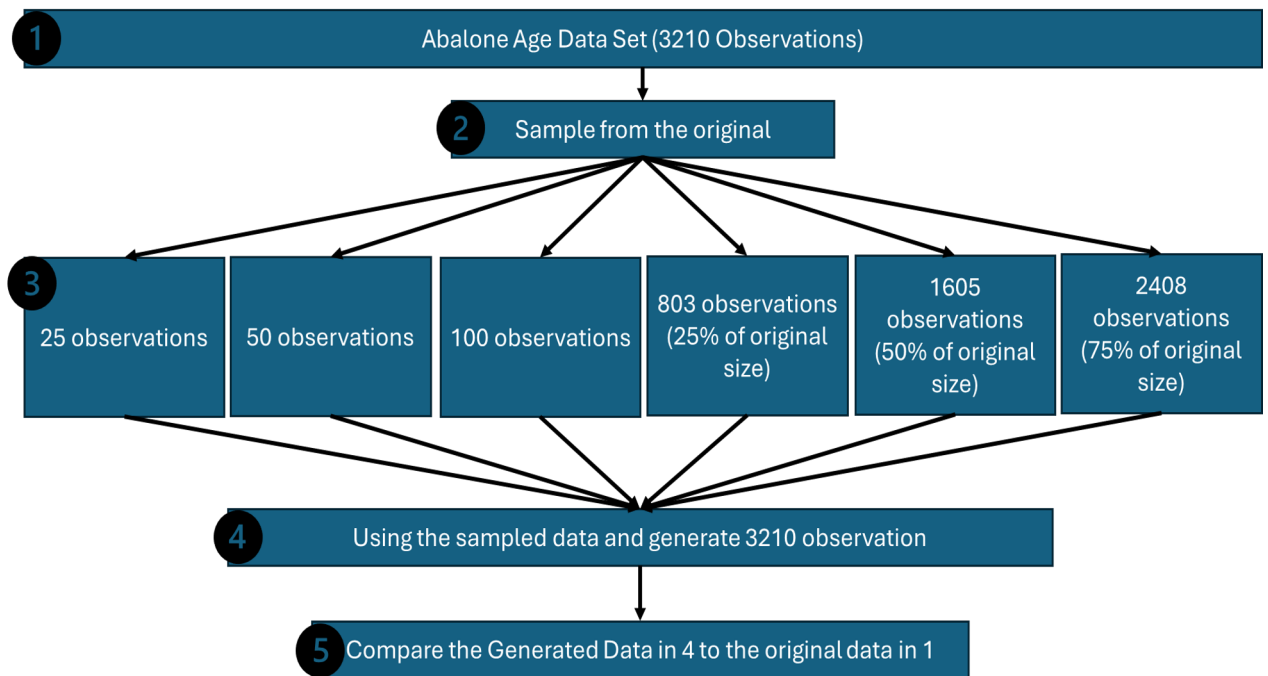 1
Abalone Age Data Set (3210 Observations)
2
Sample from the original
3
25 observations
50 observations
100 observations
803 observations
(25% of original
size)
1605
observations
(50% of original
size)
2408
observations
(75% of original
size)
4
Using the sampled data and generate 3210 observation
5
Compare the Generated Data in 4 to the original data in 1